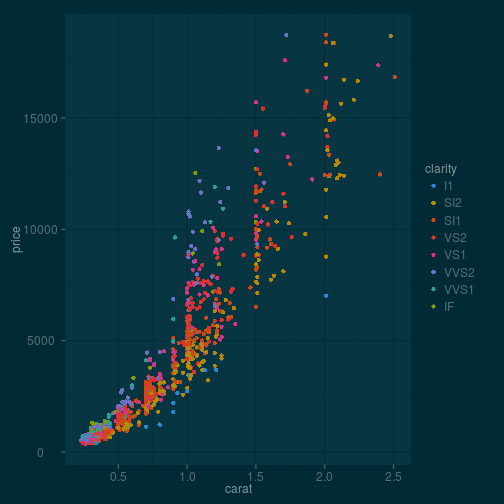 15000
10000
5000
0
price
0.5 1.0 1.5 2.0 2.5
carat
clarity
I1
SI2
SI1
VS2
VS1
VVS2
VVS1
IF